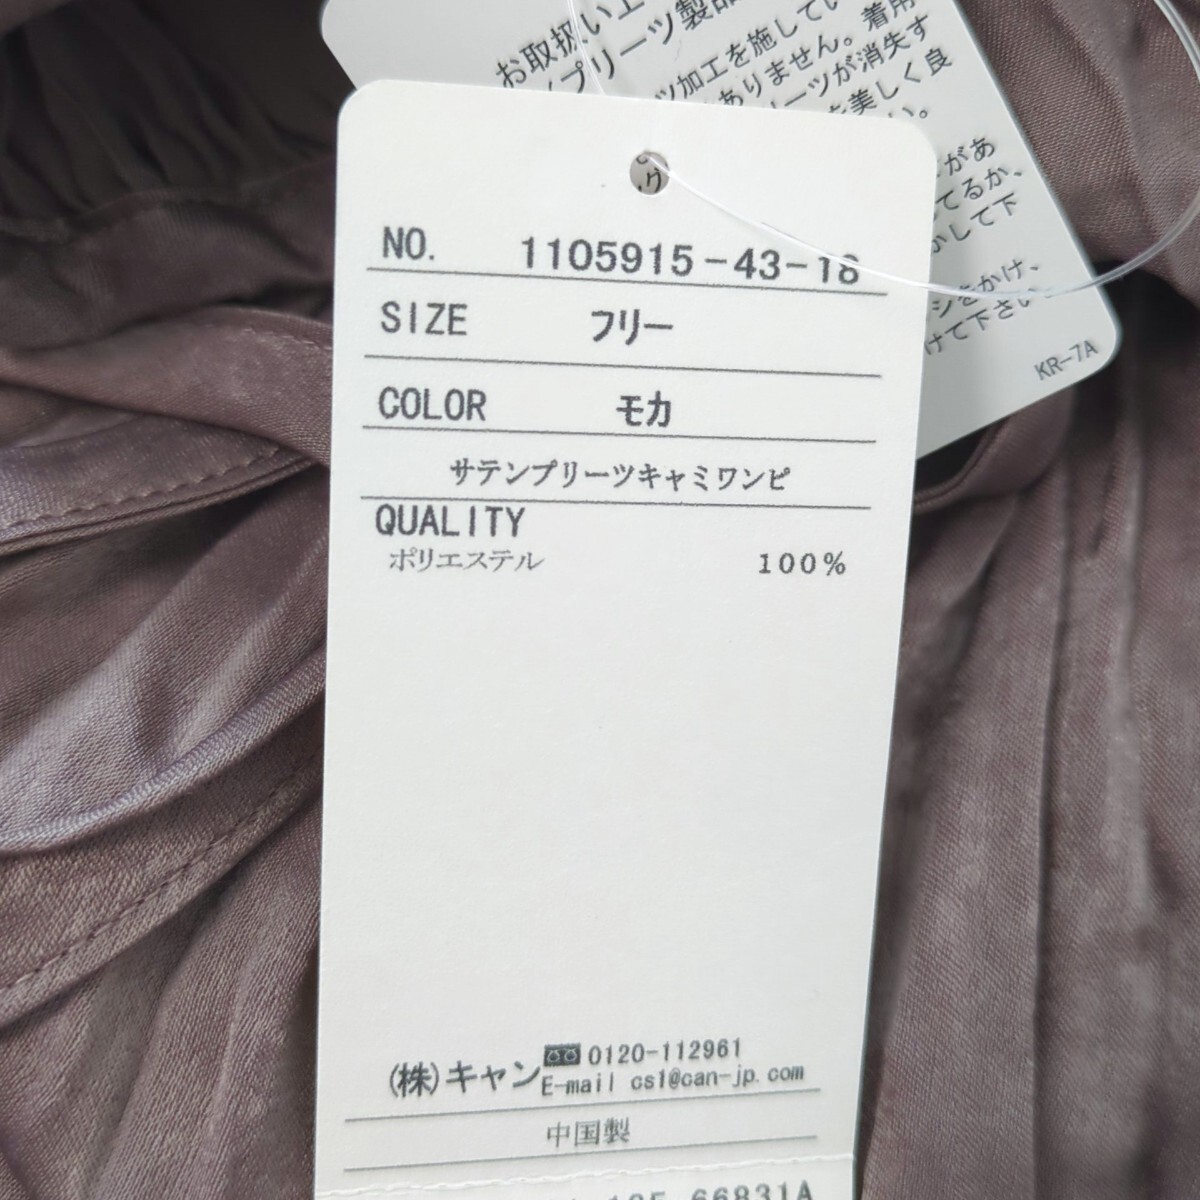 お取扱い上
プリーツ製品
ツ加工を施してい
ありません。着用
ーツが消失す
を美しく良
い。
があ
てるか、
かして下
ジをかけ、
けて下さい。
KR-7A
NO. 1105915-43-18
SIZE フリー
COLOR モカ
サテンプリーツキャミワンピ
QUALITY
ポリエステル 100%
(株)キャン 0120-112961
E-mail cs1@can-jp.com
中国製
105 66831A